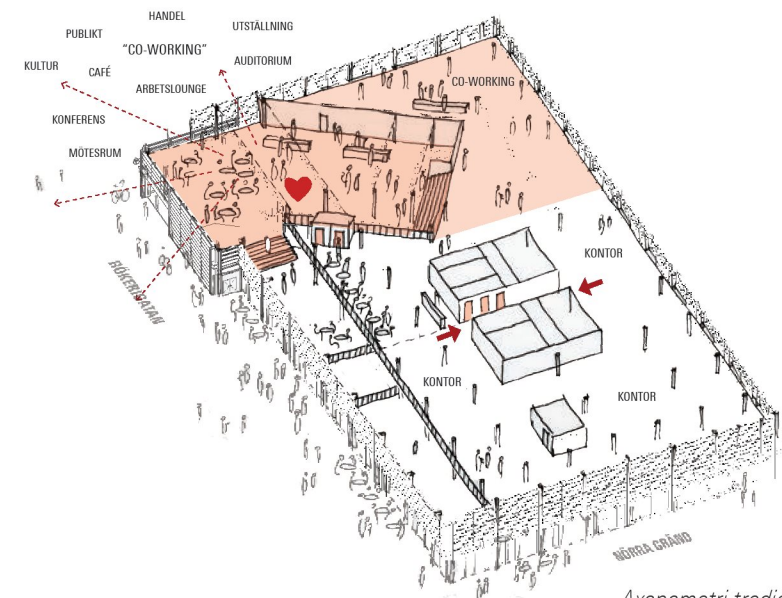 HANDEL
PUBLIKT
UTSTÄLLNING
"CO-WORKING"
KULTUR
CAFÉ
AUDITORIUM
ARBETSLOUNGE
CO-WORKING
KONFERENS
MÖTESRUM
KONTOR
KONTOR
KONTOR
NORRA GRÄND